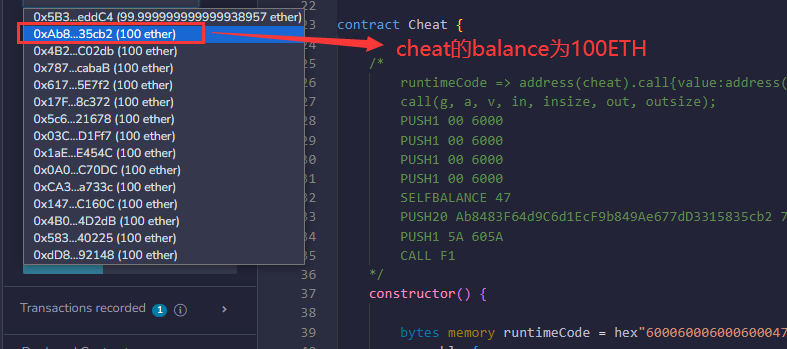 0x5B3...eddC4 (99.999999999999938957 ether)
0xAb8...35cb2 (100 ether)
0x4B2...C02db (100 ether)
0x787...cabaB (100 ether)
0x617...5E7f2 (100 ether)
0x17F...8c372 (100 ether)
0x5c6...21678 (100 ether)
0x03C...D1Ff7 (100 ether)
0x1aE...E454C (100 ether)
0x0A0...C70DC (100 ether)
0xCA3...a733c (100 ether)
0x147...C160C (100 ether)
0x4B0...4D2dB (100 ether)
0x583...40225 (100 ether)
0xdD8...92148 (100 ether)
Transactions recorded 1 i >
22
23 contract Cheat {
24
cheat的balance为100ETH
25 /*
26 runtimeCode => address(cheat).call{value:address(
27 call(g, a, v, in, insize, out, outsize);
28 PUSH1 00 6000
29 PUSH1 00 6000
30 PUSH1 00 6000
31 PUSH1 00 6000
32 SELFBALANCE 47
33 PUSH20 Ab8483F64d9C6d1EcF9b849Ae677dD3315835cb2 7
34 PUSH1 5A 605A
35 CALL F1
36 */
37 constructor() {
38
39 bytes memory runtimeCode = hex"600060006000600047